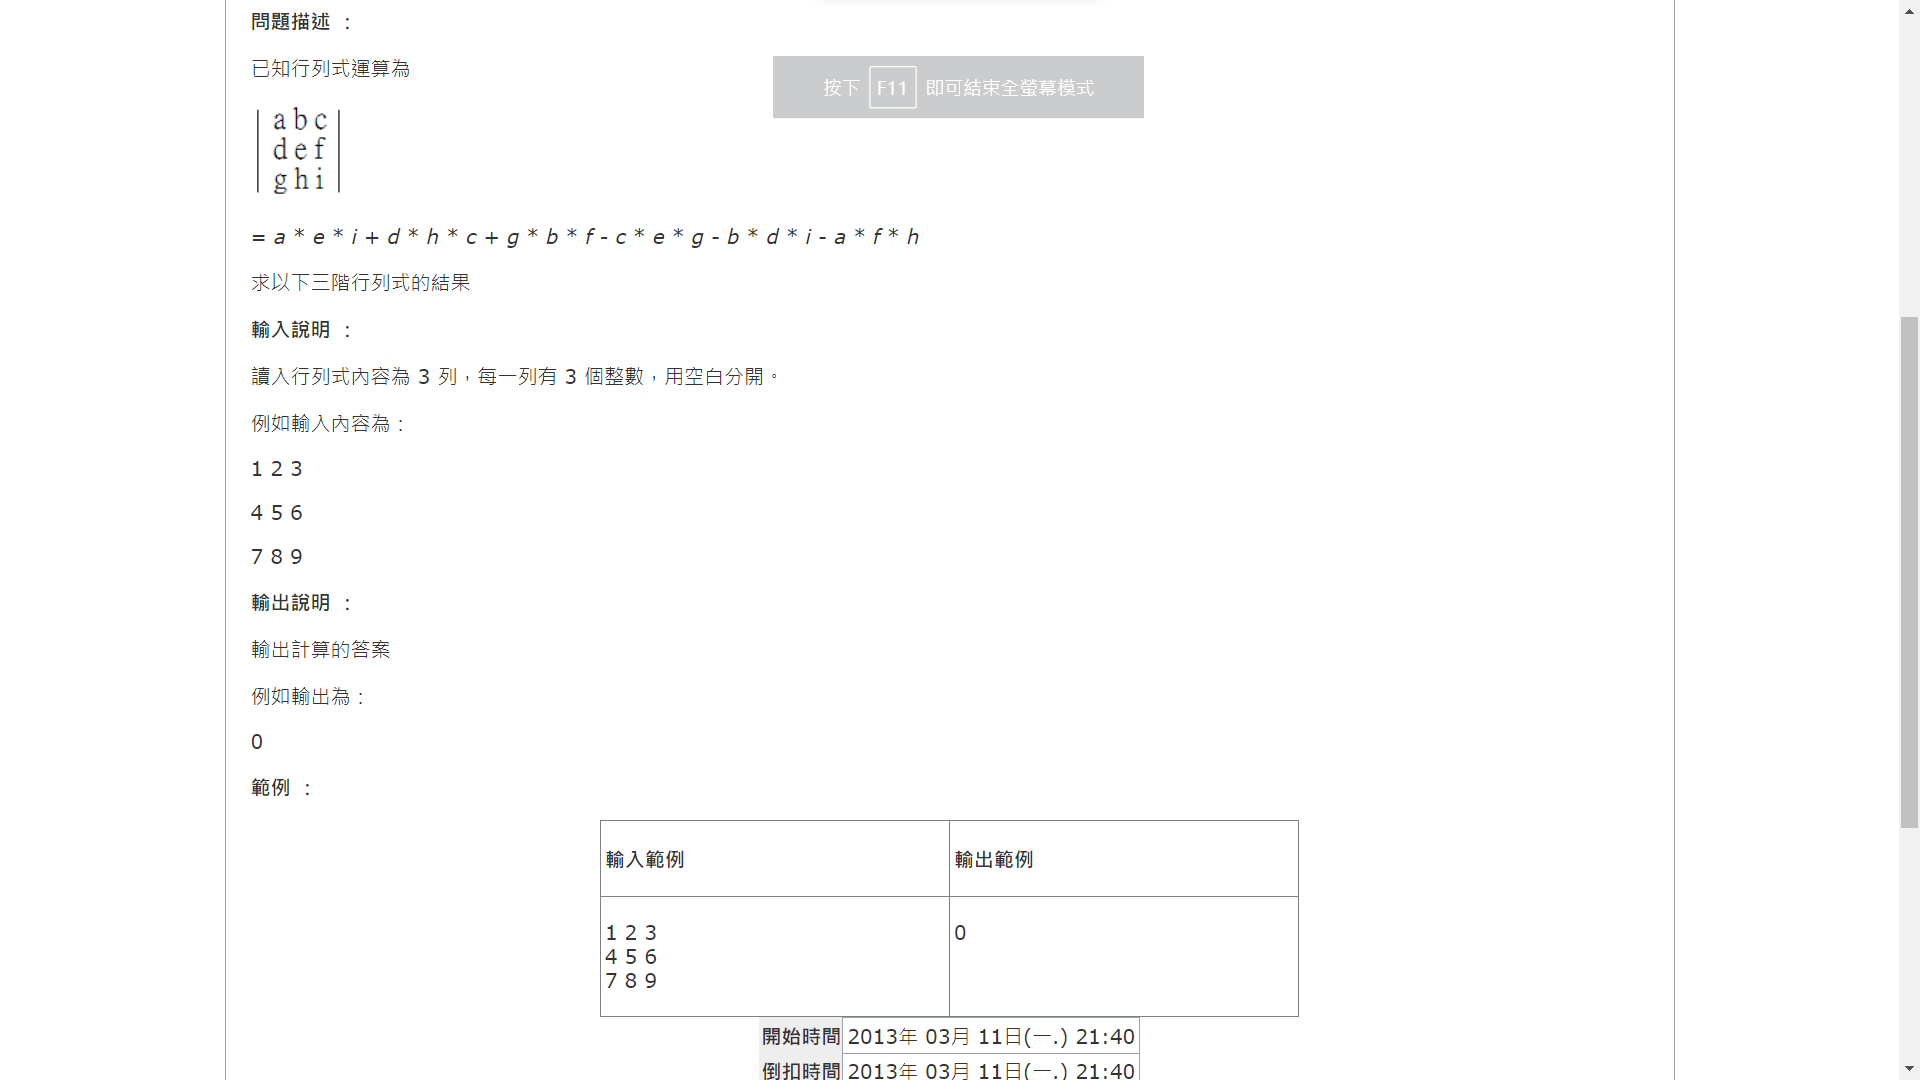 問題描述 ：
已知行列式運算為
按下 F11 即可結束全螢幕模式
a b c
d e f
g h i
= a * e * i + d * h * c + g * b * f - c * e * g - b * d * i - a * f * h
求以下三階行列式的結果
輸入說明 ：
讀入行列式內容為 3 列，每一列有 3 個整數，用空白分開。
例如輸入內容為：
1 2 3
4 5 6
7 8 9
輸出說明 ：
輸出計算的答案
例如輸出為：
0
範例 ：
輸入範例 輸出範例
1 2 3 0
4 5 6
7 8 9
開始時間 2013年 03月 11日(一.) 21:40
倒扣時間 2013年 03月 11日(一.) 21:40